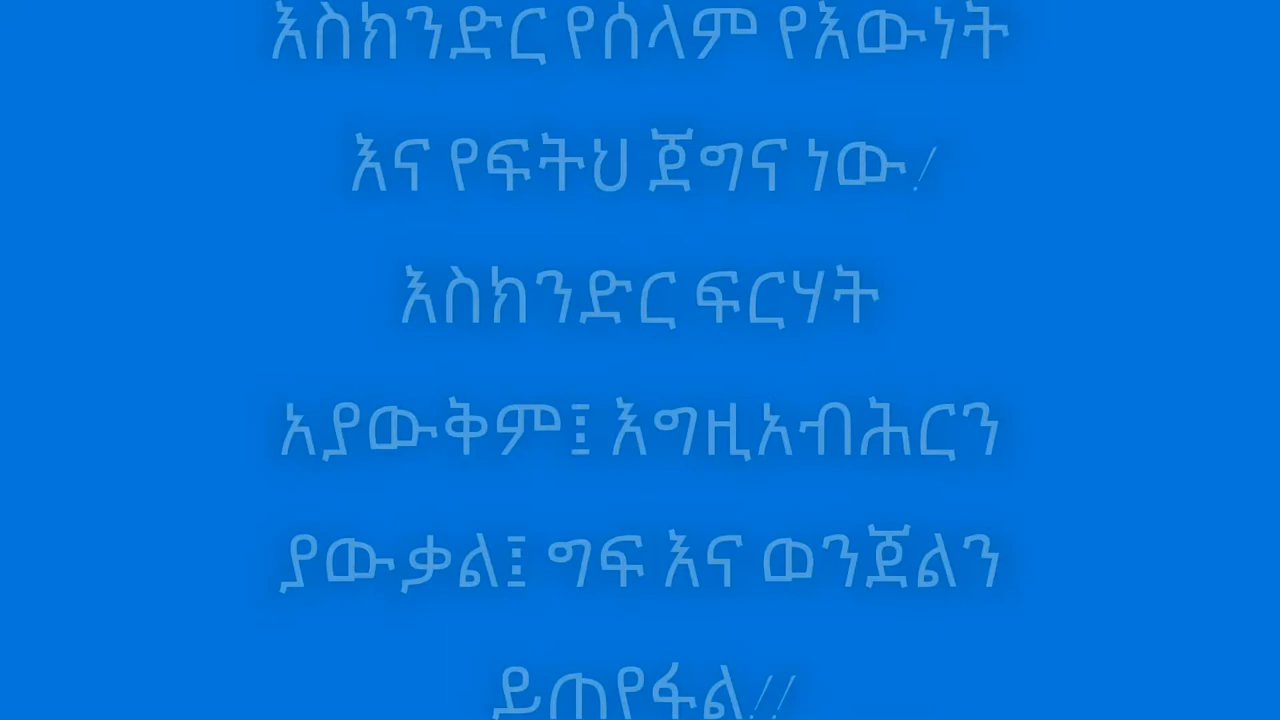 እስክንድር የሰላም የእውነት
እና የፍትህ ጀግና ነው!
እስክንድር ፍርሃት
አያውቅም፤ እግዚአብሕርን
ያውቃል፤ ግፍ እና ወንጀልን
ይጠየፋል!!